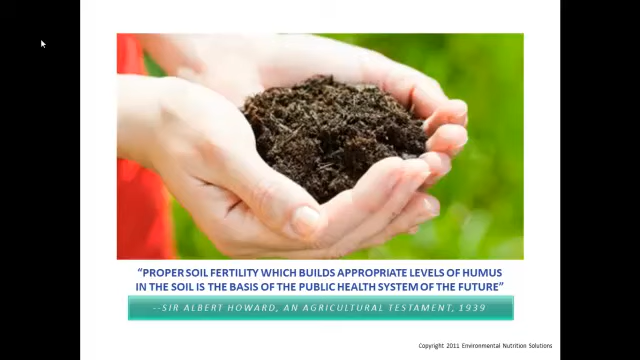 “PROPER SOIL FERTILITY WHICH BUILDS APPROPRIATE LEVELS OF HUMUS
IN THE SOIL IS THE BASIS OF THE PUBLIC HEALTH SYSTEM OF THE FUTURE”
--SIR ALBERT HOWARD, AN AGRICULTURAL TESTAMENT, 1939
Copyright 2011 Environmental Nutrition Solutions